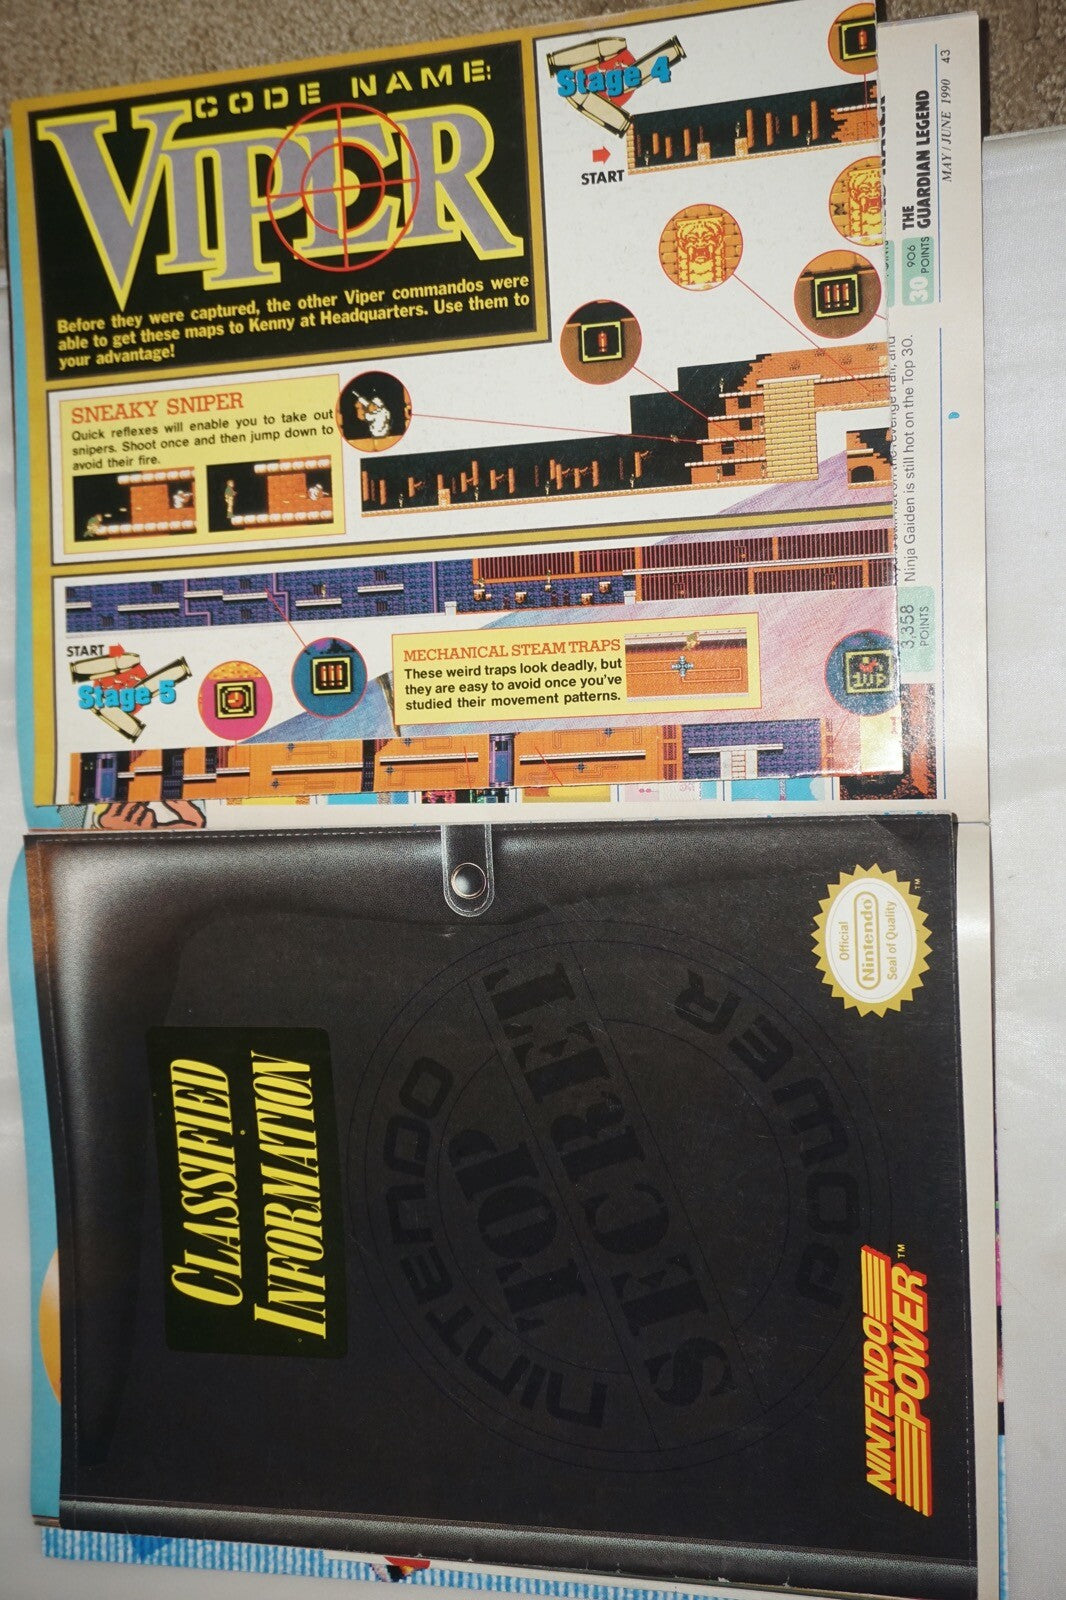 CODE NAME:
VIPER
Before they were captured, the other Viper commandos were
able to get these maps to Kenny at Headquarters. Use them to
your advantage!
Stage 4
START
SNEAKY SNIPER
Quick reflexes will enable you to take out
snipers. Shoot once and then jump down to
avoid their fire.
START
Stage 5
MECHANICAL STEAM TRAPS
These weird traps look deadly, but
they are easy to avoid once you've
studied their movement patterns.
1UP
30
906
POINTS
THE
GUARDIAN LEGEND
MAY/JUNE 1990 43
Ninja Gaiden is still hot on the Top 30.
3,358
POINTS
CLASSIFIED
INFORMATION
NINTENDO
TOP
SECRET
POWER
Official
Nintendo
Seal of Quality
TM
NINTENDO
POWER
TM